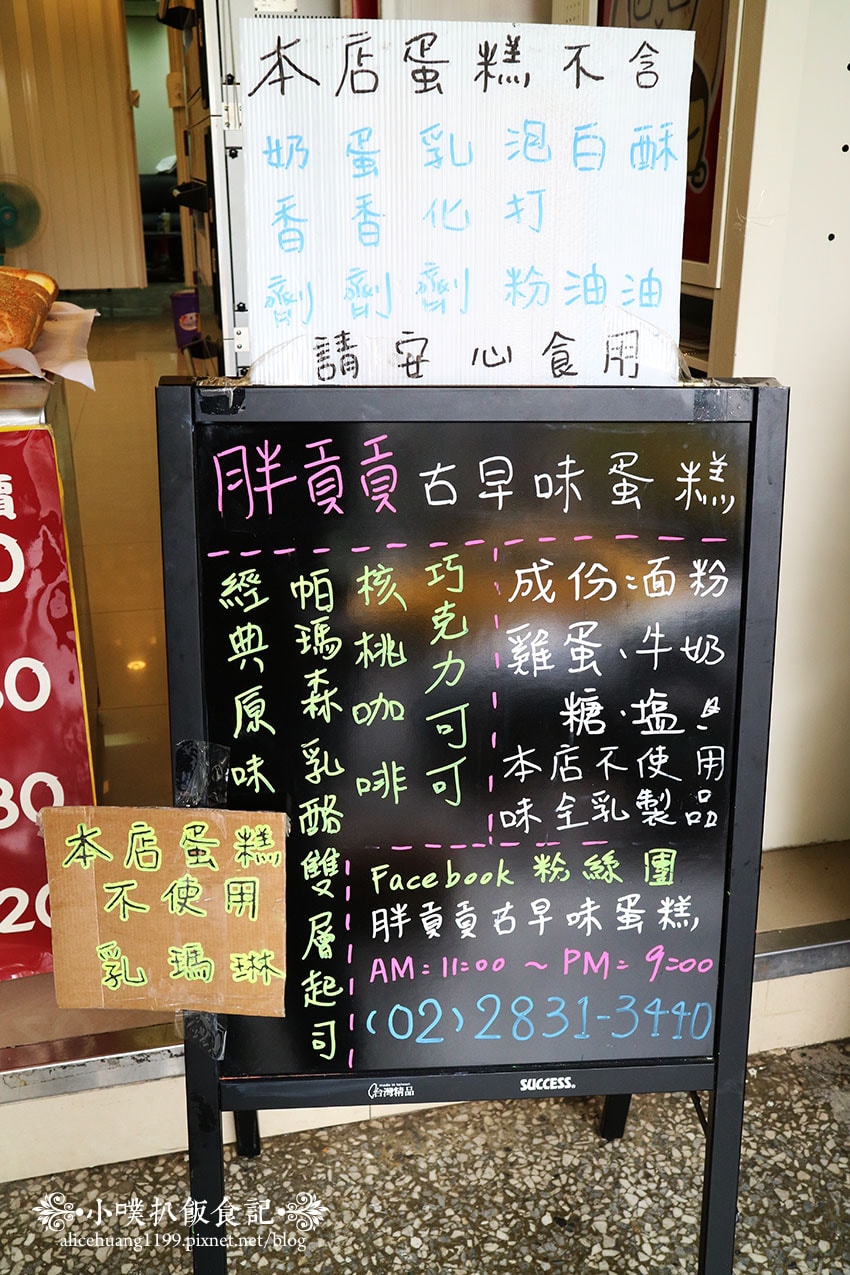 本店蛋糕不含
奶香劑
蛋香劑
乳化劑
泡打粉
白油
酥油
請安心食用
胖貢貢古早味蛋糕
經典原味
帕瑪森乳酪雙層起司
核桃咖啡
巧克力可可
成份:面粉
雞蛋、牛奶
糖.塩
本店不使用
味全乳製品
Facebook 粉絲團
胖貢貢古早味蛋糕
AM:11:00 ~ PM:9:00
(02)2831-3440
本店蛋糕
不使用
乳瑪琳
台灣精品
SUCCESS
小噗扒飯食記
alicehuang1199.pixnet.net/blog